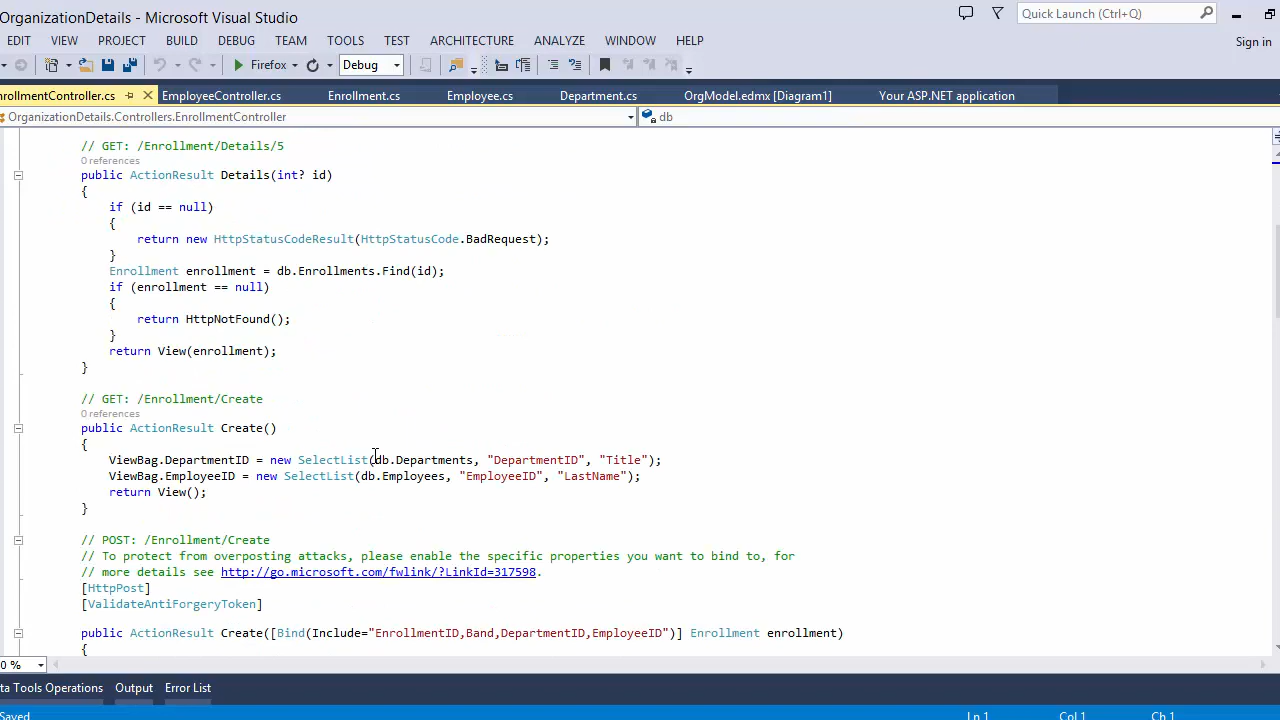 OrganizationDetails - Microsoft Visual Studio
Quick Launch (Ctrl+Q)
EDIT VIEW PROJECT BUILD DEBUG TEAM TOOLS TEST ARCHITECTURE ANALYZE WINDOW HELP
Sign in
Firefox Debug
nrollmentController.cs EmployeeController.cs Enrollment.cs Employee.cs Department.cs OrgModel.edmx [Diagram1] Your ASP.NET application
OrganizationDetails.Controllers.EnrollmentController db
// GET: /Enrollment/Details/5
0 references
public ActionResult Details(int? id)
{
if (id == null)
{
return new HttpStatusCodeResult(HttpStatusCode.BadRequest);
}
Enrollment enrollment = db.Enrollments.Find(id);
if (enrollment == null)
{
return HttpNotFound();
}
return View(enrollment);
}
// GET: /Enrollment/Create
0 references
public ActionResult Create()
{
ViewBag.DepartmentID = new SelectList(db.Departments, "DepartmentID", "Title");
ViewBag.EmployeeID = new SelectList(db.Employees, "EmployeeID", "LastName");
return View();
}
// POST: /Enrollment/Create
// To protect from overposting attacks, please enable the specific properties you want to bind to, for
// more details see http://go.microsoft.com/fwlink/?LinkId=317598.
[HttpPost]
[ValidateAntiForgeryToken]
public ActionResult Create([Bind(Include="EnrollmentID,Band,DepartmentID,EmployeeID")] Enrollment enrollment)
{
0 %
ta Tools Operations Output Error List
Saved Ln 1 Col 1 Ch 1